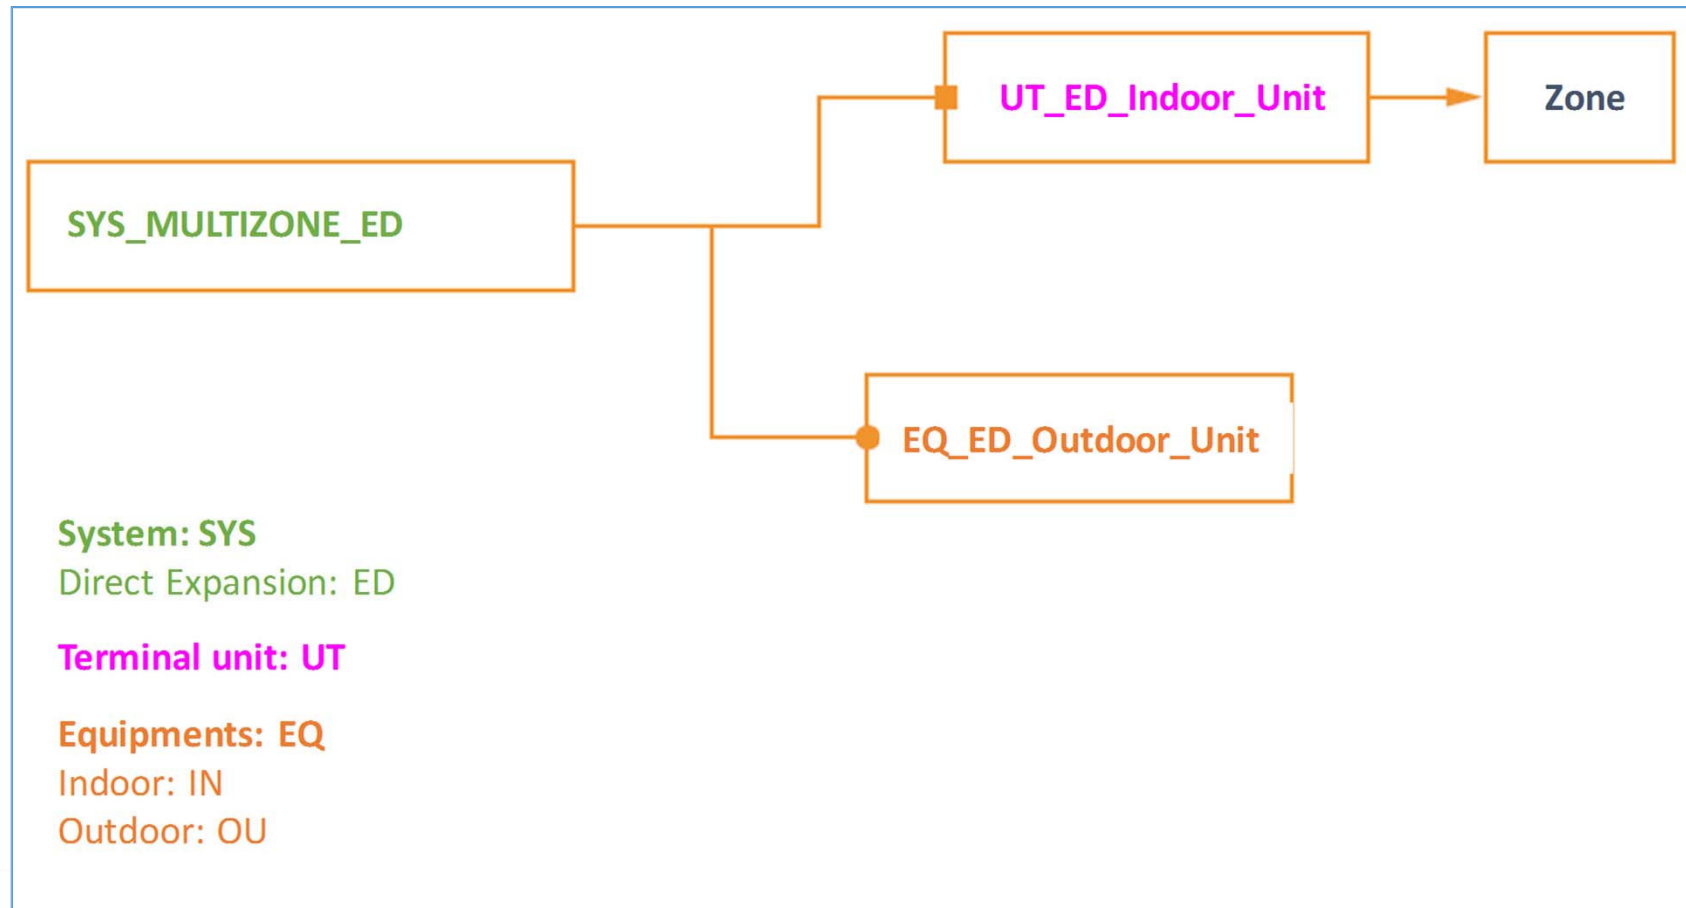 UT_ED_Indoor_Unit
Zone
SYS_MULTIZONE_ED
EQ_ED_Outdoor_Unit
System: SYS
Direct Expansion: ED
Terminal unit: UT
Equipments: EQ
Indoor: IN
Outdoor: OU